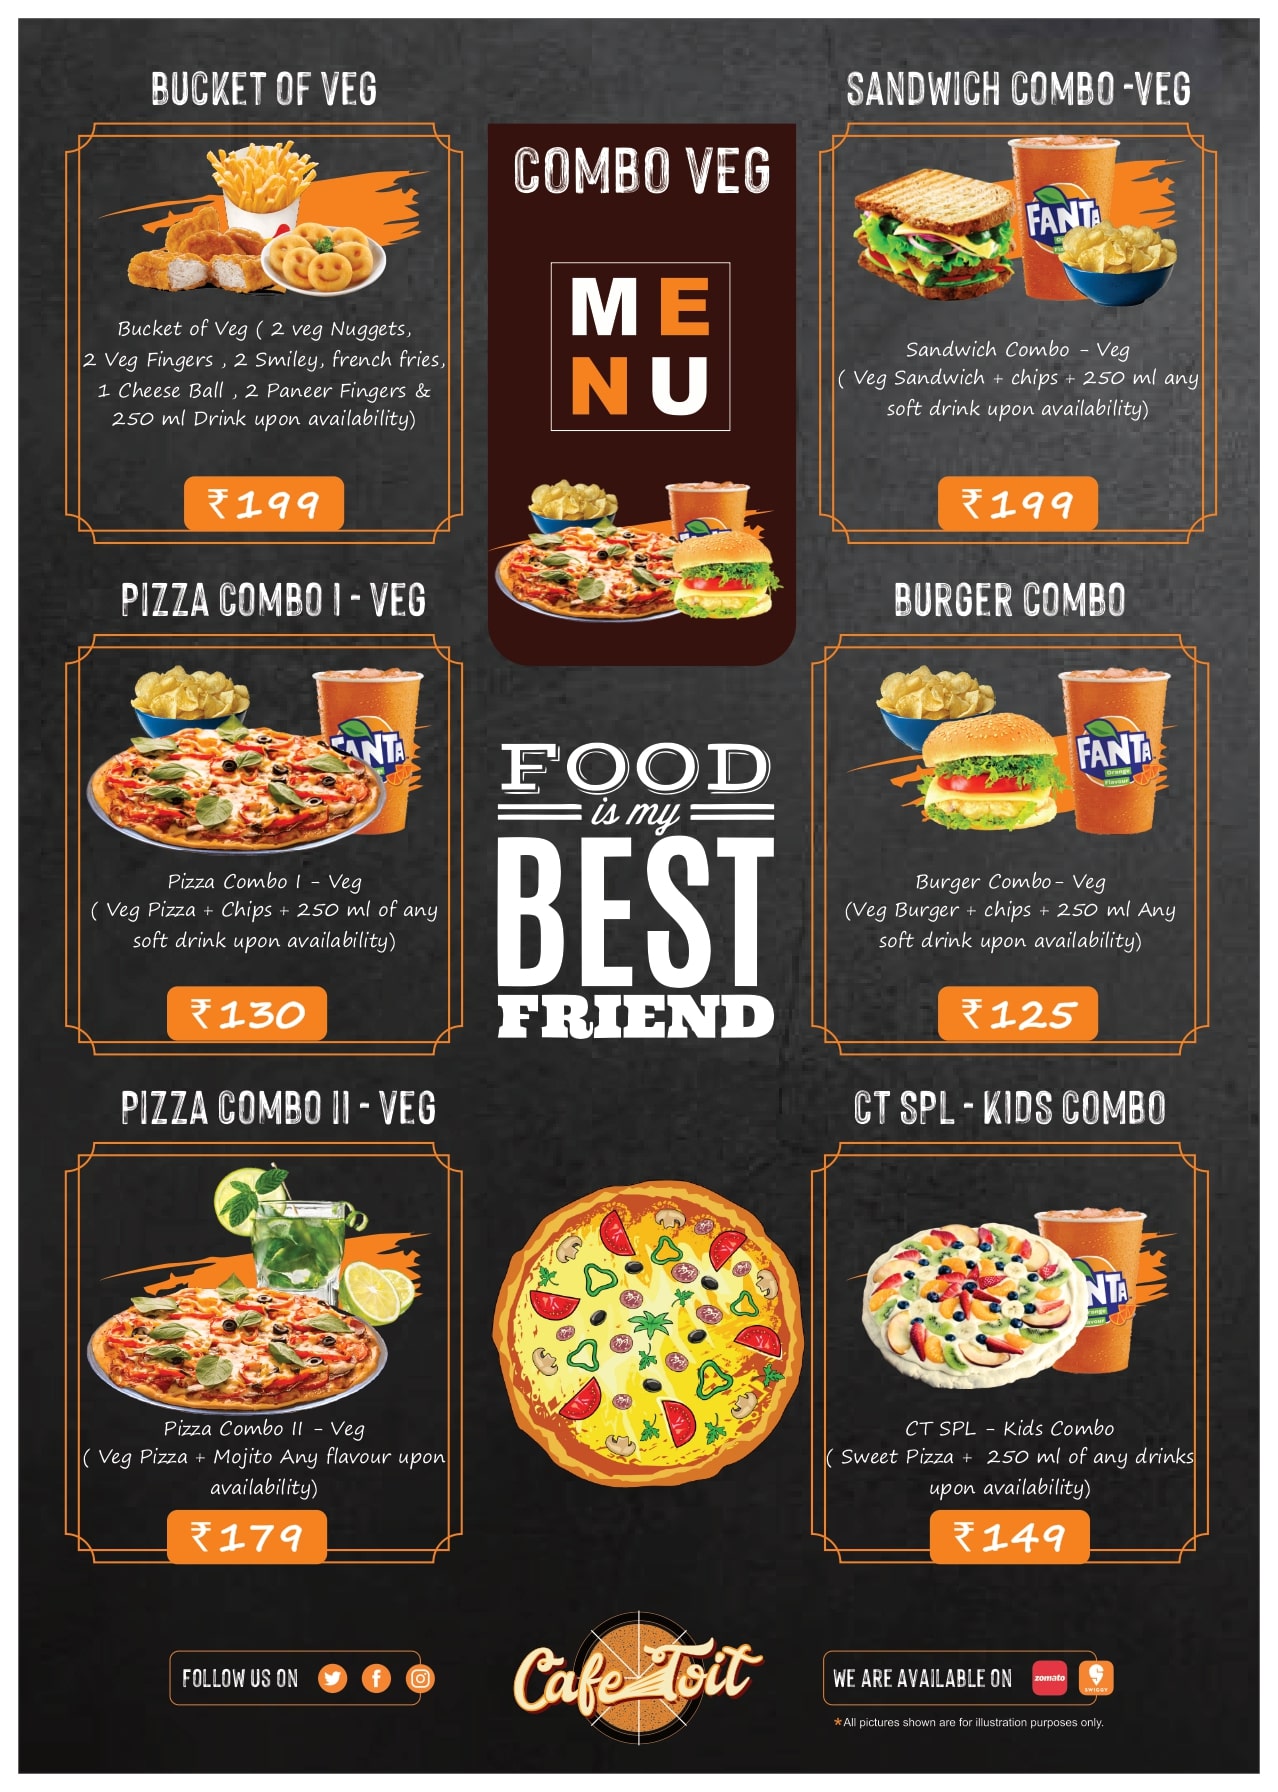 BUCKET OF VEG
Bucket of Veg ( 2 veg Nuggets,
2 Veg Fingers , 2 Smiley, french fries,
1 Cheese Ball , 2 Paneer Fingers &
250 ml Drink upon availability)
₹199
COMBO VEG
ME
NU
SANDWICH COMBO -VEG
FANTA
Sandwich Combo - Veg
( Veg Sandwich + chips + 250 ml any
soft drink upon availability)
₹199
PIZZA COMBO I - VEG
FANTA
Pizza Combo I - Veg
( Veg Pizza + Chips + 250 ml of any
soft drink upon availability)
₹130
FOOD
is my
BEST
FRIEND
BURGER COMBO
FANTA
Orange
Flavour
Burger Combo- Veg
(Veg Burger + chips + 250 ml Any
soft drink upon availability)
₹125
PIZZA COMBO II - VEG
Pizza Combo II - Veg
( Veg Pizza + Mojito Any flavour upon
availability)
₹179
CT SPL - KIDS COMBO
ANTA
CT SPL - Kids Combo
( Sweet Pizza + 250 ml of any drinks
upon availability)
₹149
FOLLOW US ON
Cafe Toit
WE ARE AVAILABLE ON
zomato
SWIGGY
*All pictures shown are for illustration purposes only.